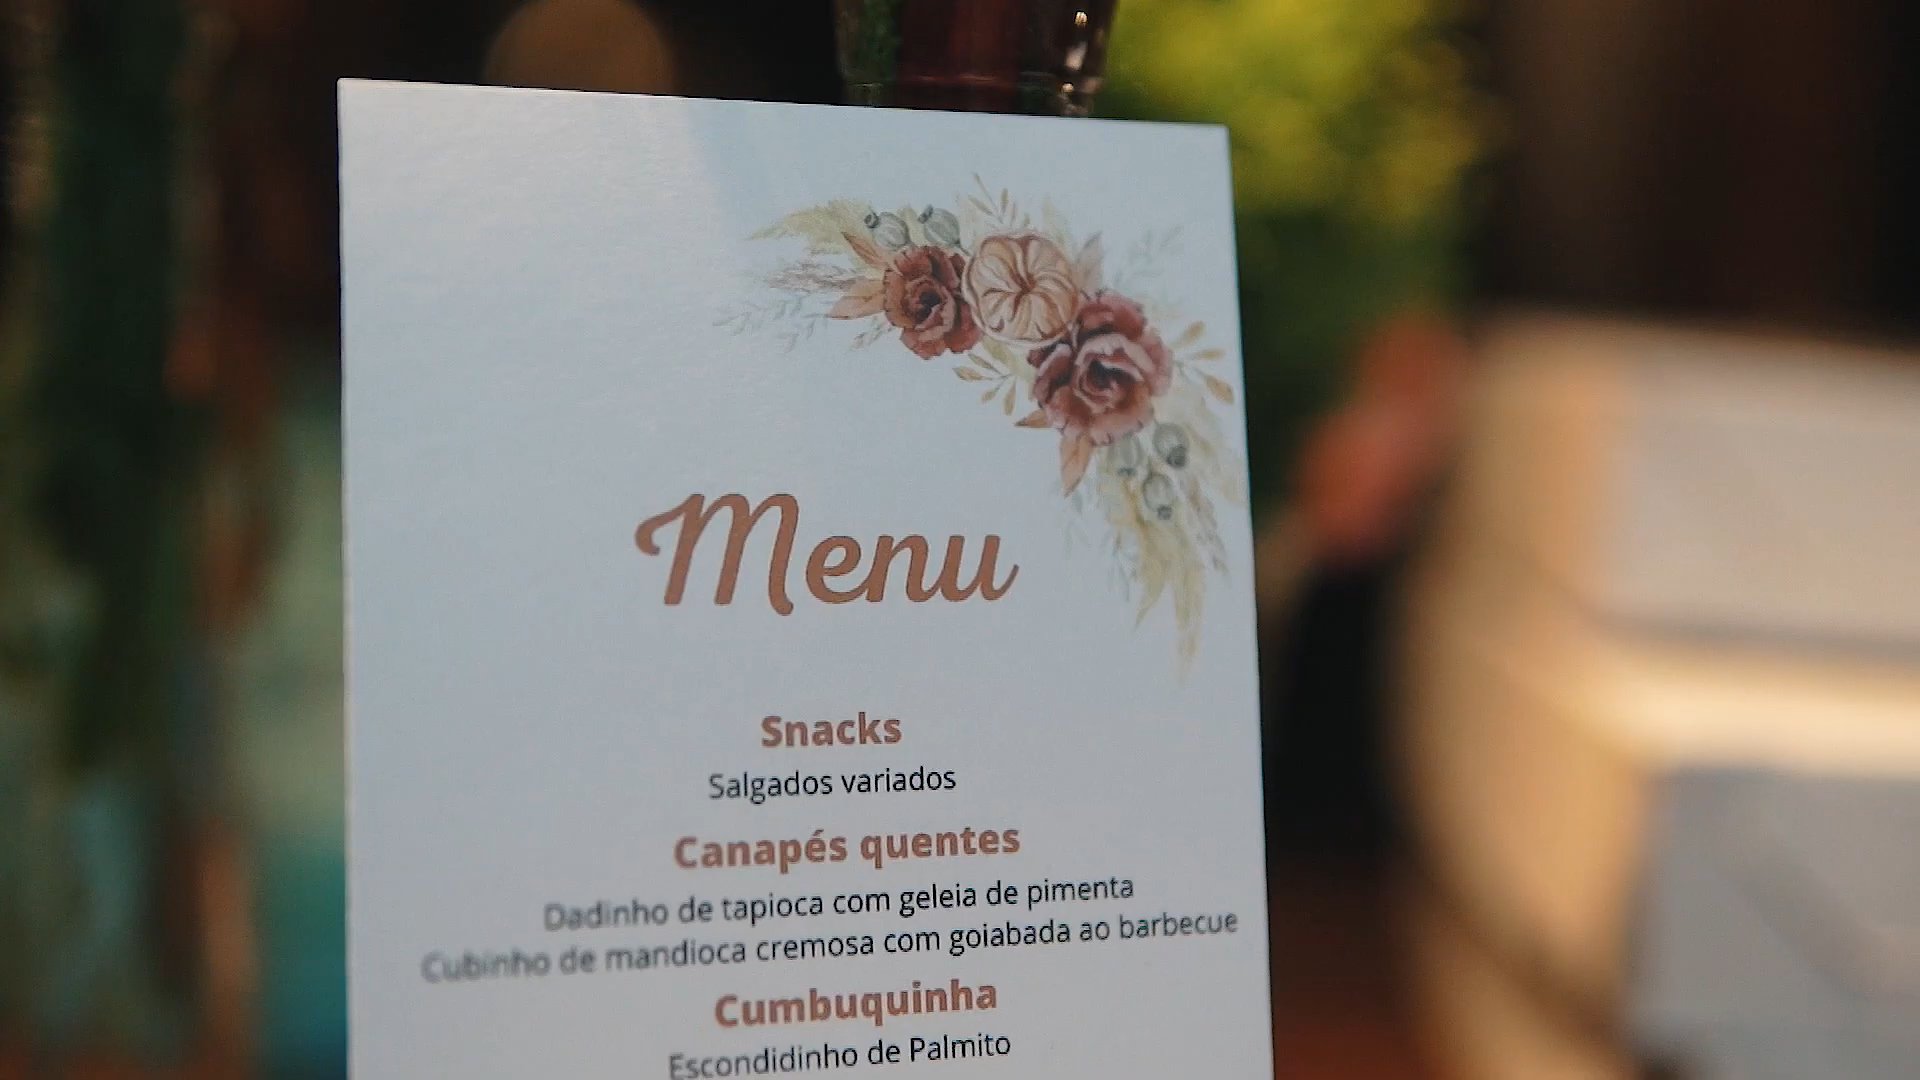 Menu
Snacks
Salgados variados
Canapés quentes
Dadinho de tapioca com geleia de pimenta
Cubinho de mandioca cremosa com goiabada ao barbecue
Cumbuquinha
Escondidinho de Palmito